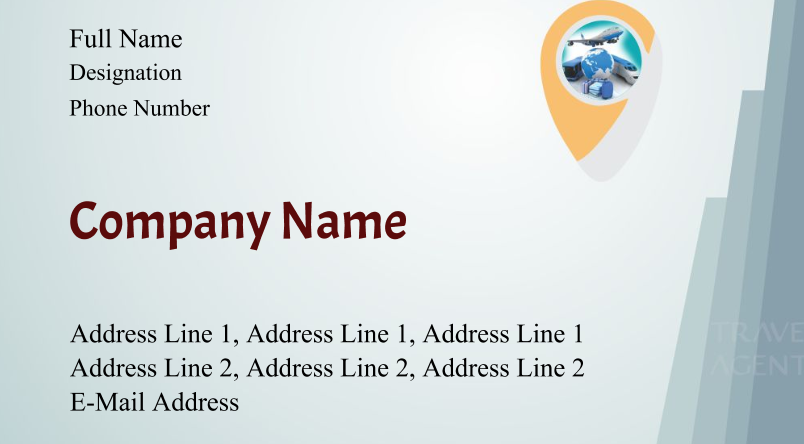 Full Name
Designation
Phone Number
Company Name
Address Line 1, Address Line 1, Address Line 1
Address Line 2, Address Line 2, Address Line 2
E-Mail Address
TRAVE
AGENT